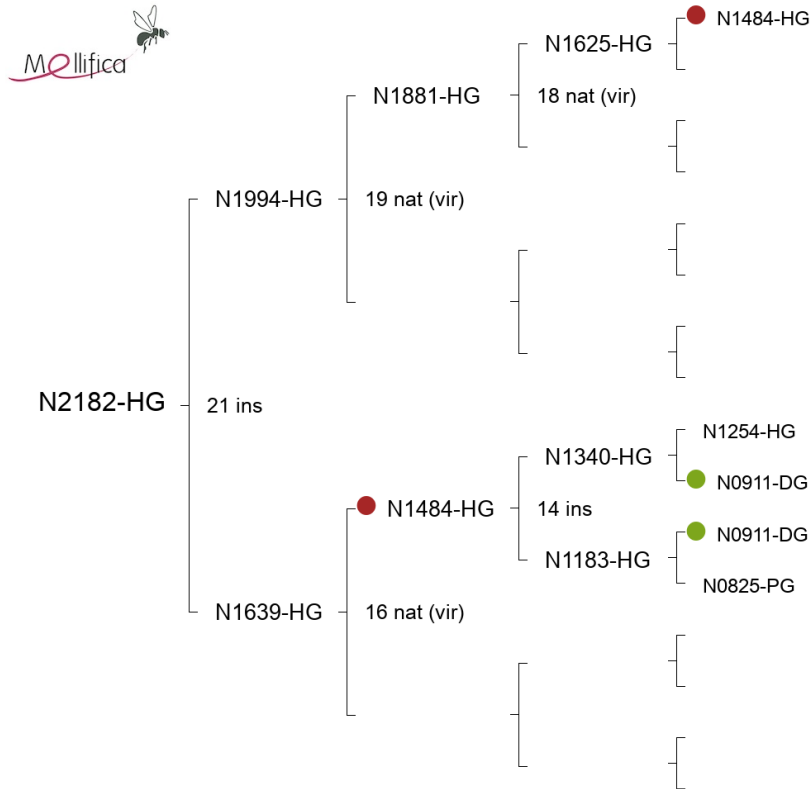 Mellifica
N1484-HG
N1625-HG
N1881-HG
18 nat (vir)
N1994-HG
19 nat (vir)
N2182-HG
21 ins
N1254-HG
N1340-HG
N0911-DG
N1484-HG
14 ins
N0911-DG
N1183-HG
N0825-PG
N1639-HG
16 nat (vir)